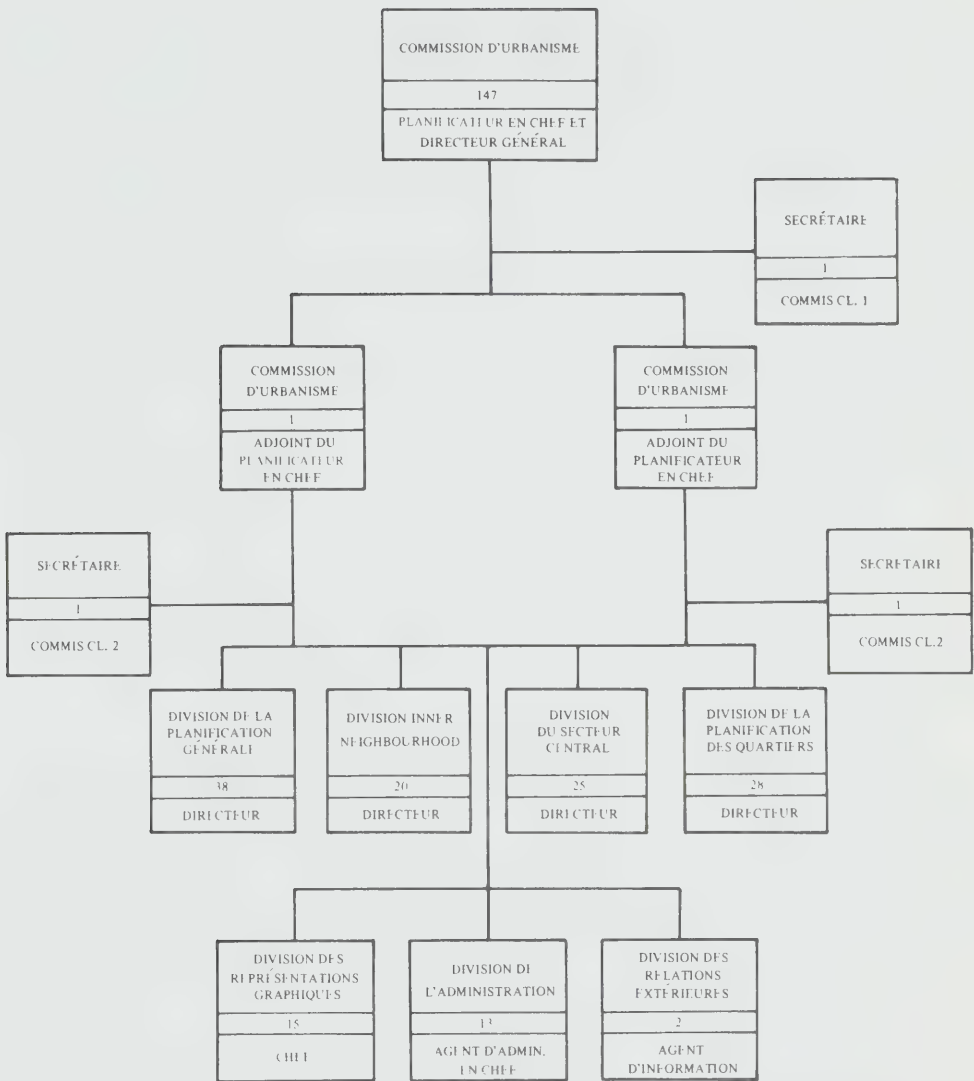 COMMISSION D'URBANISME
147
PLANIFICATEUR EN CHEF ET
DIRECTEUR GÉNÉRAL
SECRÉTAIRE
1
COMMIS CL. 1
COMMISSION
D'URBANISME
1
ADJOINT DU
PLANIFICATEUR
EN CHEF
COMMISSION
D'URBANISME
1
ADJOINT DU
PLANIFICATEUR
EN CHEF
SECRÉTAIRE
1
COMMIS CL. 2
SECRETAIRE
1
COMMIS CL.2
DIVISION DE LA
PLANIFICATION
GÉNÉRALE
38
DIRECTEUR
DIVISION INNER
NEIGHBOURHOOD
20
DIRECTEUR
DIVISION
DU SECTEUR
CENTRAL
25
DIRECTEUR
DIVISION DE LA
PLANIFICATION
DES QUARTIERS
28
DIRECTEUR
DIVISION DES
REPRÉSENTATIONS
GRAPHIQUES
15
CHEF
DIVISION DE
L'ADMINISTRATION
13
AGENT D'ADMIN.
EN CHEF
DIVISION DES
RELATIONS
EXTÉRIEURES
2
AGENT
D'INFORMATION